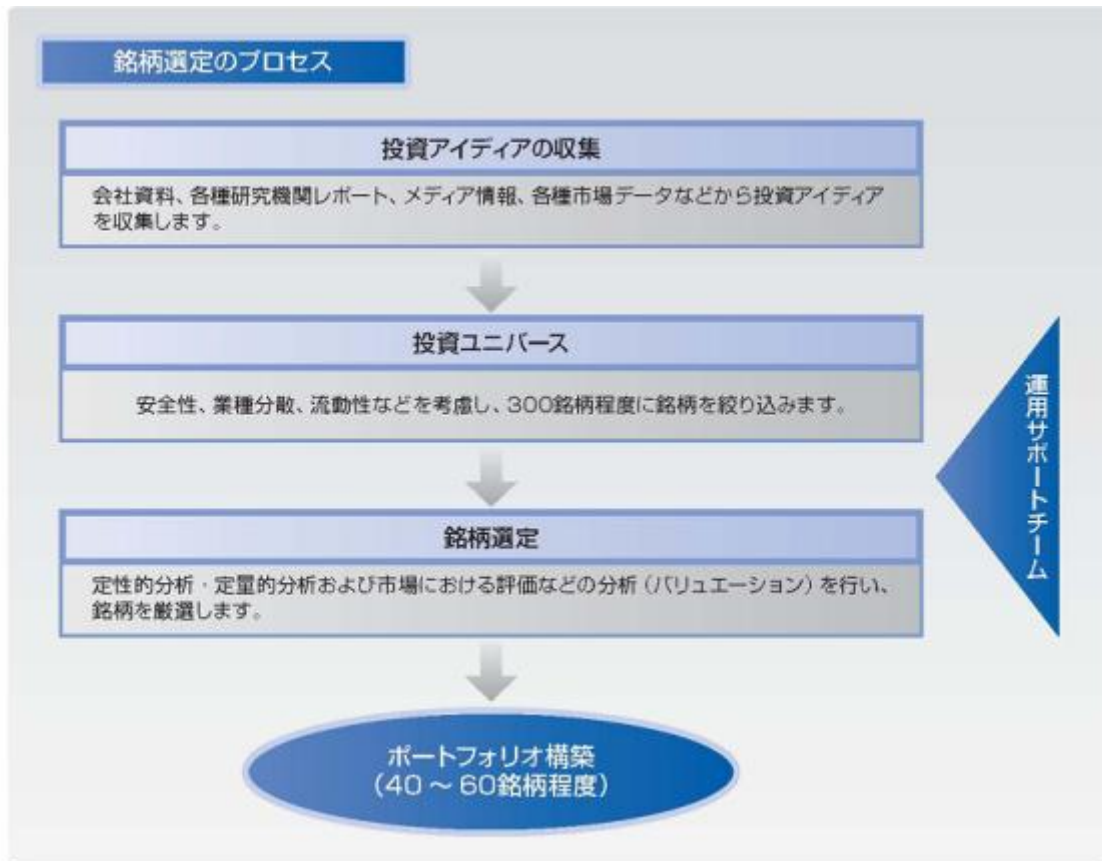 銘柄選定のプロセス
投資アイディアの収集
会社資料、各種研究機関レポート、メディア情報、各種市場データなどから投資アイディア
を収集します。
投資ユニバース
安全性、業種分散、流動性などを考慮し、300銘柄程度に銘柄を絞り込みます。
銘柄選定
定性的分析・定量的分析および市場における評価などの分析（バリュエーション）を行い、
銘柄を厳選します。
運用サポートチーム
ポートフォリオ構築
（40～60銘柄程度）